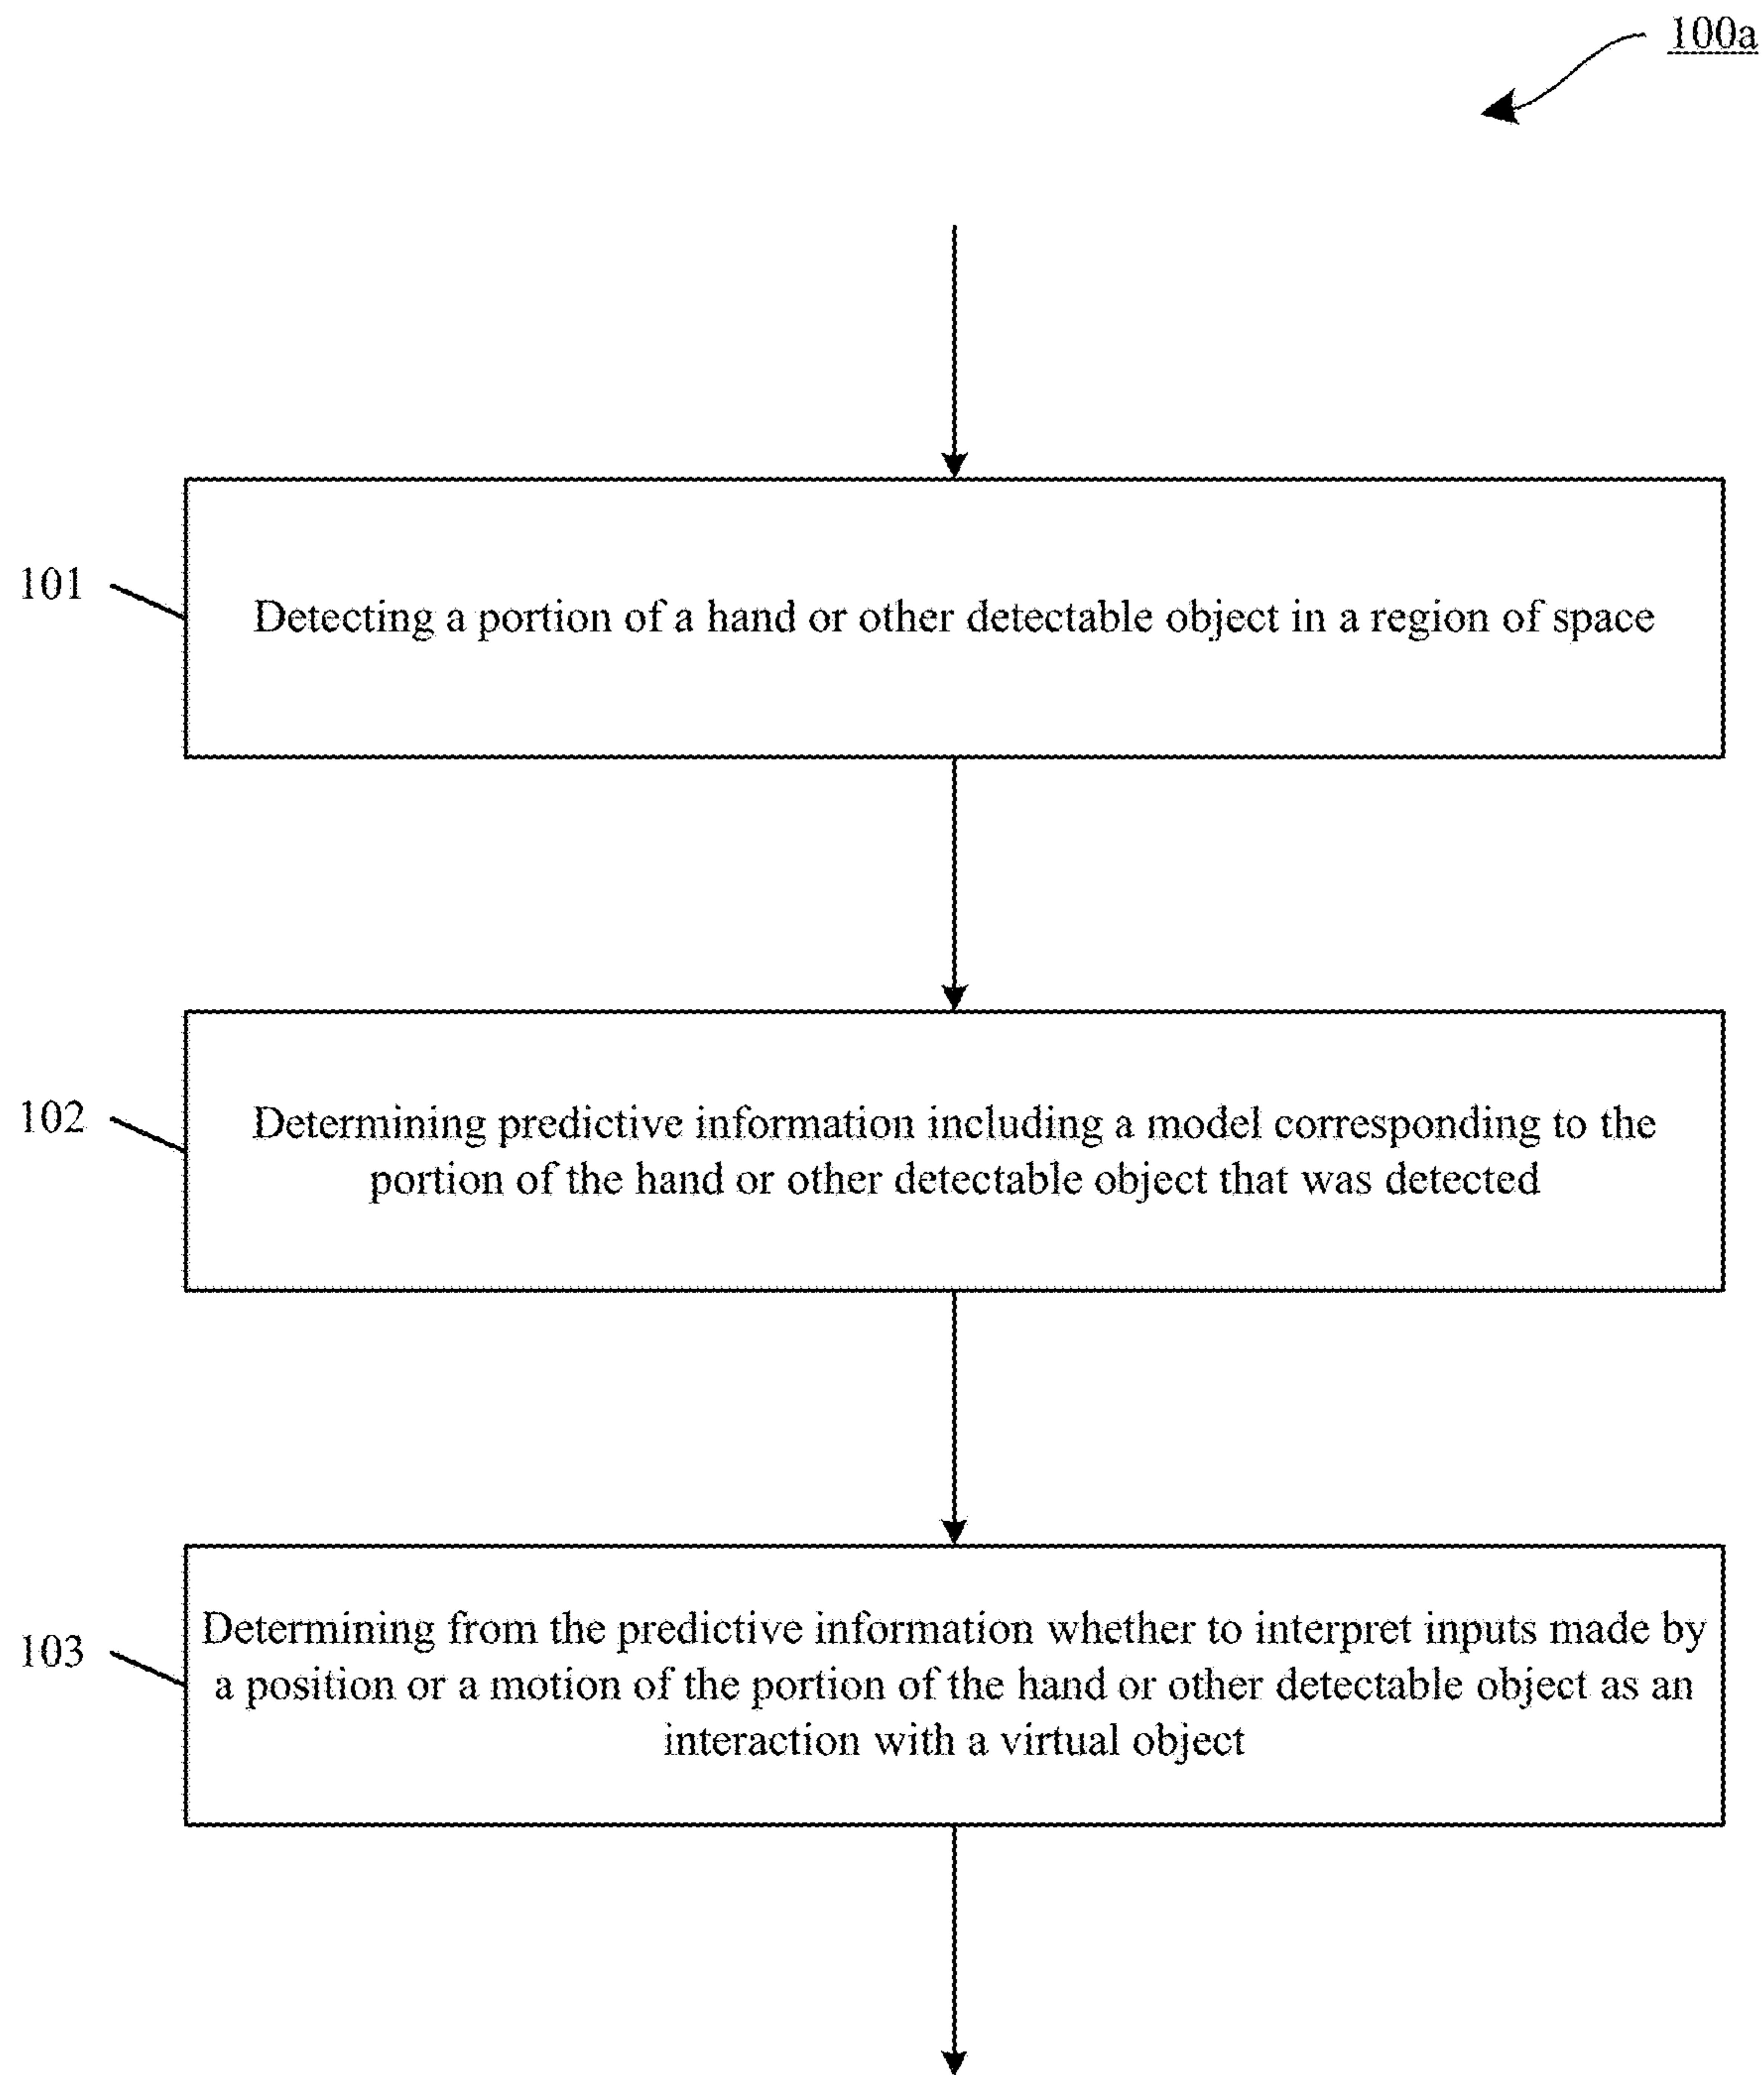 100a
101
Detecting a portion of a hand or other detectable object in a region of space
102
Determining predictive information including a model corresponding to the
portion of the hand or other detectable object that was detected
103
Determining from the predictive information whether to interpret inputs made by
a position or a motion of the portion of the hand or other detectable object as an
interaction with a virtual object